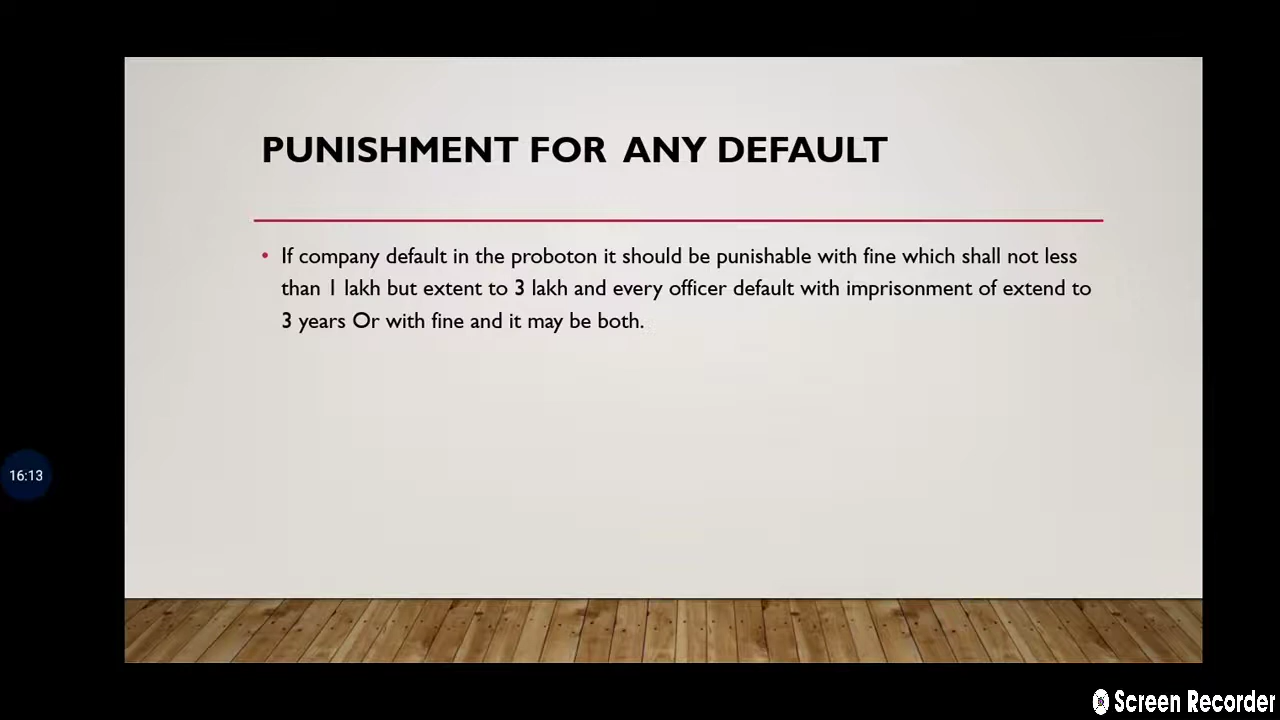 PUNISHMENT FOR ANY DEFAULT
• If company default in the proboton it should be punishable with fine which shall not less
than 1 lakh but extent to 3 lakh and every officer default with imprisonment of extend to
3 years Or with fine and it may be both.
16:13
Screen Recorder